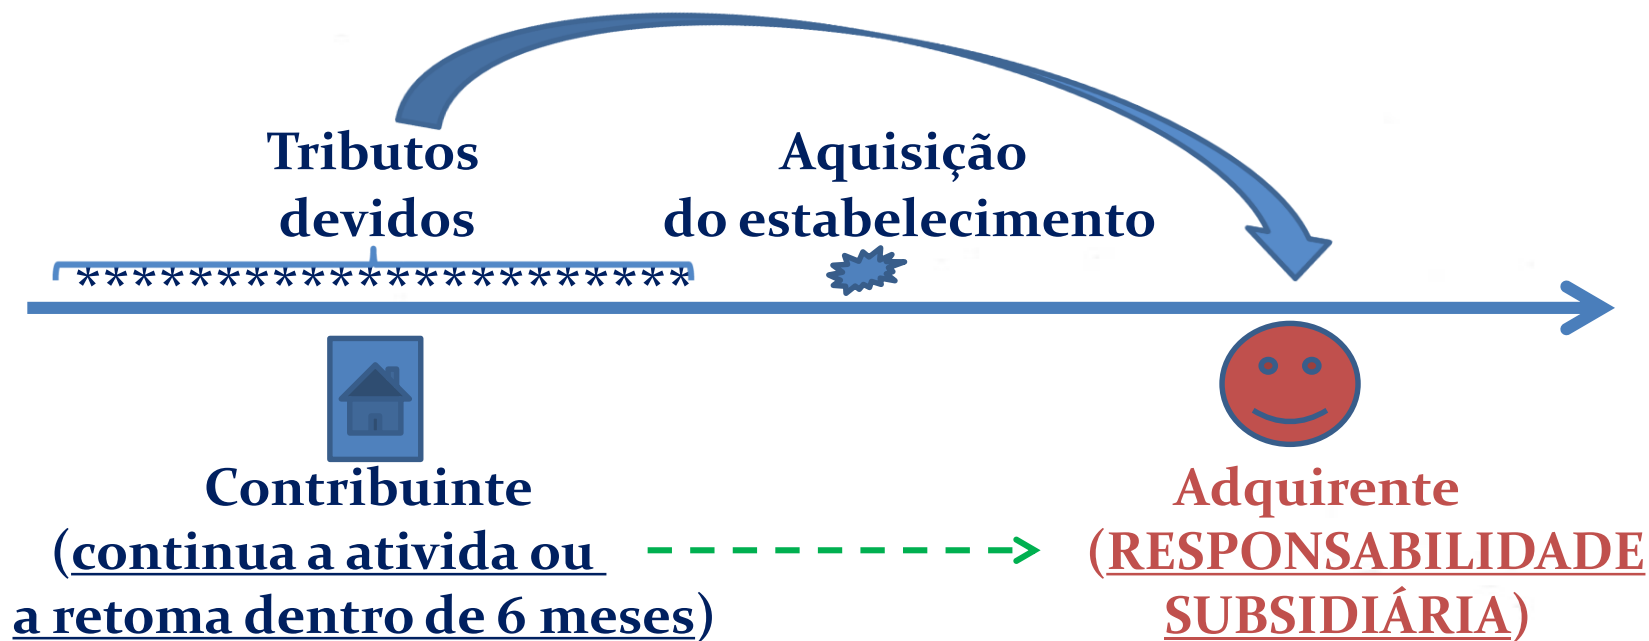 Tributos
devidos
Aquisição
do estabelecimento
***********************
Contribuinte
(continua a ativida ou
a retoma dentro de 6 meses)
Adquirente
(RESPONSABILIDADE
SUBSIDIÁRIA)